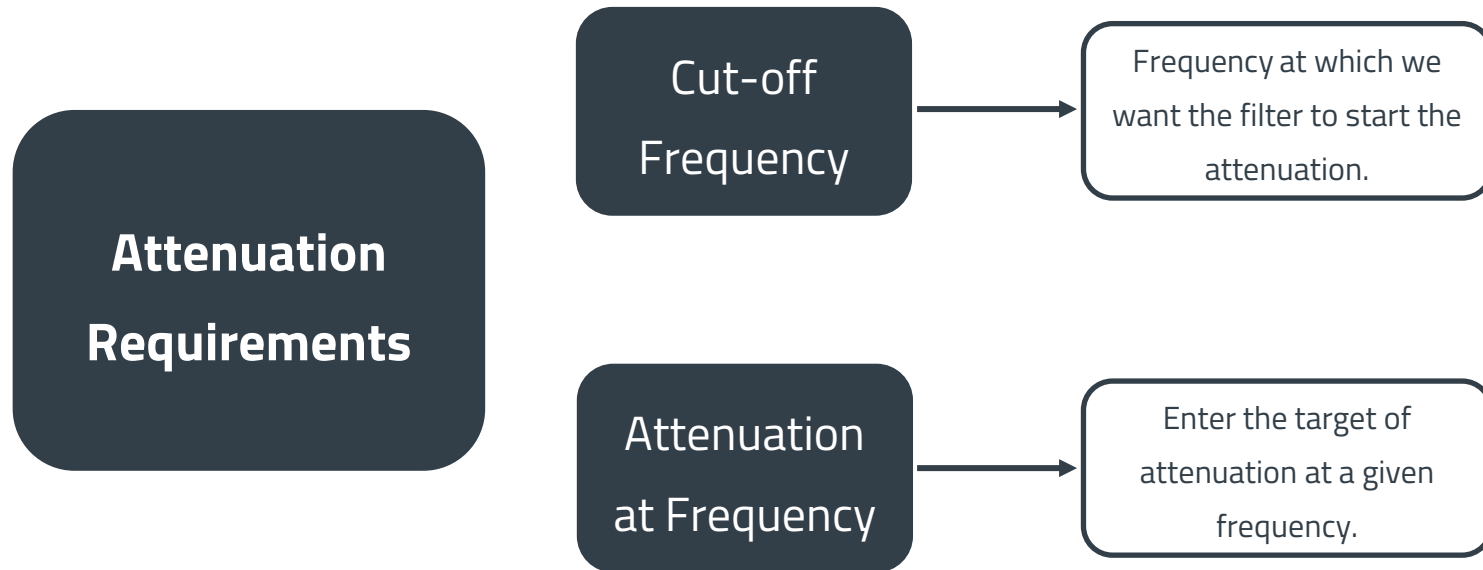 Attenuation
Requirements
Cut-off
Frequency
Frequency at which we
want the filter to start the
attenuation.
Attenuation
at Frequency
Enter the target of
attenuation at a given
frequency.